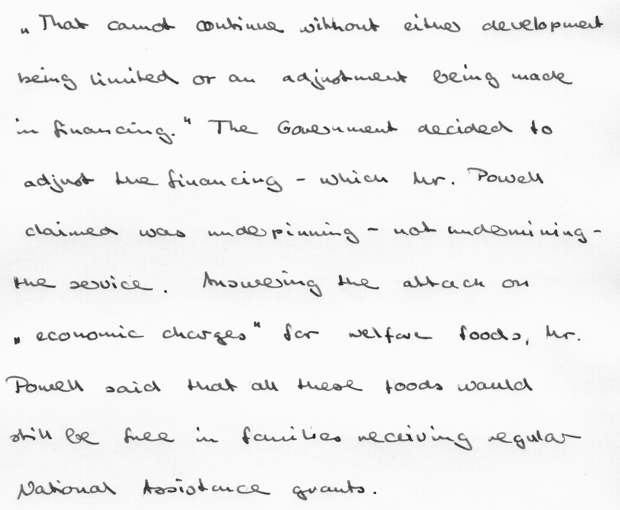 „That cannot continue without either development
being limited or an adjustment being made
in financing." The Government decided to
adjust the financing - which Mr. Powell
claimed was underpinning - not undermining -
the service. Answering the attack on
"economic charges" for welfare foods, Mr.
Powell said that all these foods would
still be free in families receiving regular
National Assistance grants.